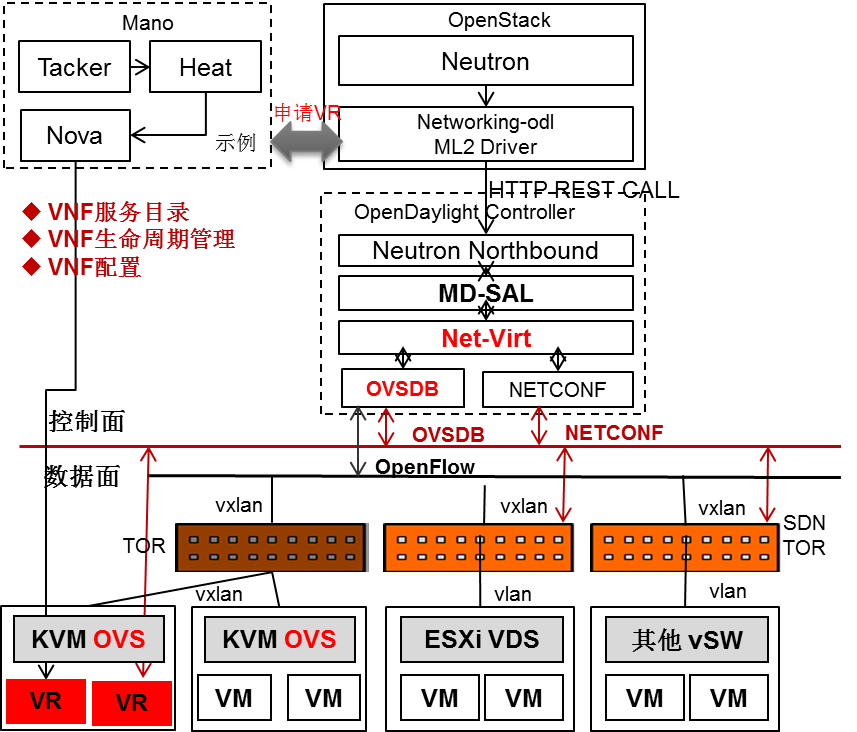 Mano
OpenStack
Tacker
Heat
Neutron
Nova
示例
申请VR
Networking-odl
ML2 Driver
HTTP REST CALL
◆ VNF服务目录
◆ VNF生命周期管理
◆ VNF配置
OpenDaylight Controller
Neutron Northbound
MD-SAL
Net-Virt
OVSDB
NETCONF
控制面
OVSDB
NETCONF
数据面
OpenFlow
vxlan
vxlan
vxlan
TOR
SDN
TOR
vxlan
vlan
vlan
KVM OVS
KVM OVS
ESXi VDS
其他 vSW
VR
VR
VM
VM
VM
VM
VM
VM